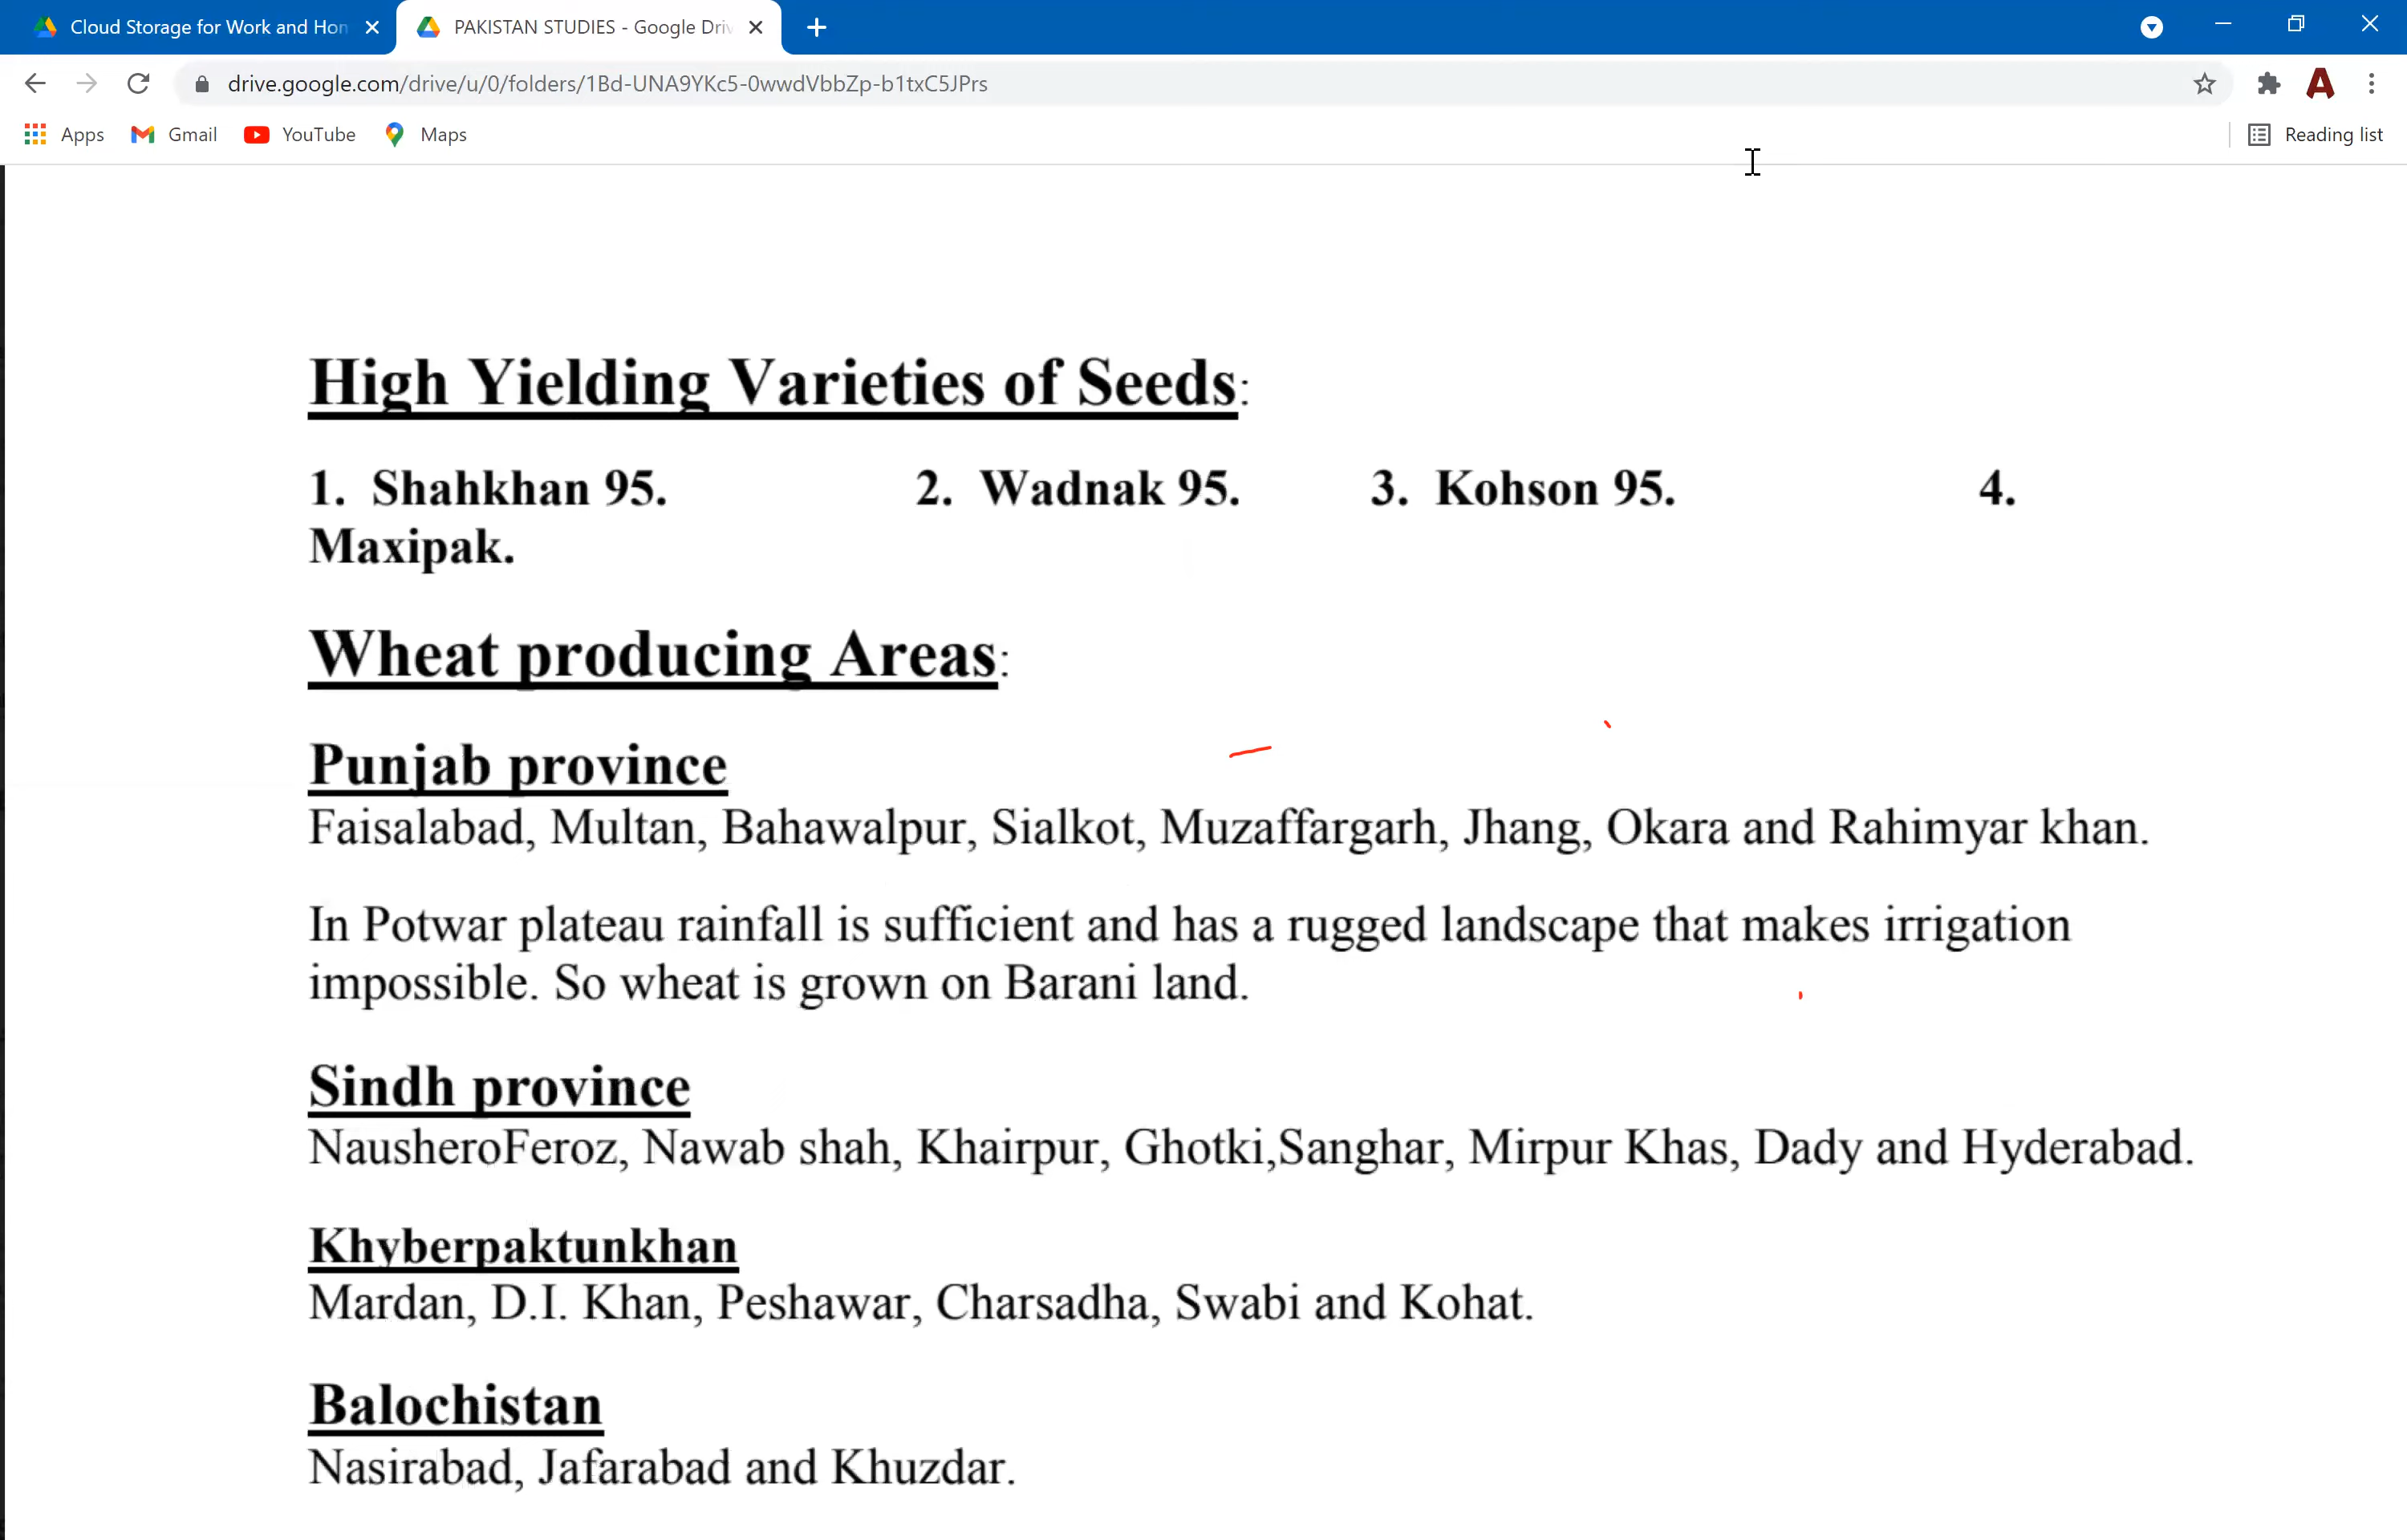 Cloud Storage for Work and Hon
PAKISTAN STUDIES - Google Driv
drive.google.com/drive/u/0/folders/1Bd-UNA9YKc5-0wwdVbbZp-b1txC5JPrs
Apps Gmail YouTube Maps Reading list
High Yielding Varieties of Seeds:
1. Shahkhan 95. 2. Wadnak 95. 3. Kohson 95. 4.
Maxipak.
Wheat producing Areas:
Punjab province
Faisalabad, Multan, Bahawalpur, Sialkot, Muzaffargarh, Jhang, Okara and Rahimyar khan.
In Potwar plateau rainfall is sufficient and has a rugged landscape that makes irrigation
impossible. So wheat is grown on Barani land.
Sindh province
NausheroFeroz, Nawab shah, Khairpur, Ghotki,Sanghar, Mirpur Khas, Dady and Hyderabad.
Khyberpaktunkhan
Mardan, D.I. Khan, Peshawar, Charsadha, Swabi and Kohat.
Balochistan
Nasirabad, Jafarabad and Khuzdar.